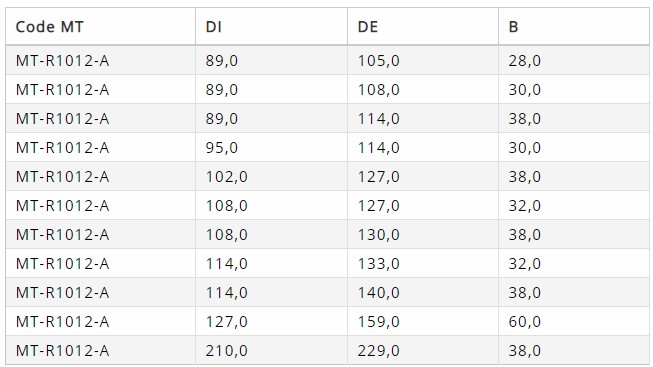 Code MT DI DE B
MT-R1012-A 89,0 105,0 28,0
MT-R1012-A 89,0 108,0 30,0
MT-R1012-A 89,0 114,0 38,0
MT-R1012-A 95,0 114,0 30,0
MT-R1012-A 102,0 127,0 38,0
MT-R1012-A 108,0 127,0 32,0
MT-R1012-A 108,0 130,0 38,0
MT-R1012-A 114,0 133,0 32,0
MT-R1012-A 114,0 140,0 38,0
MT-R1012-A 127,0 159,0 60,0
MT-R1012-A 210,0 229,0 38,0